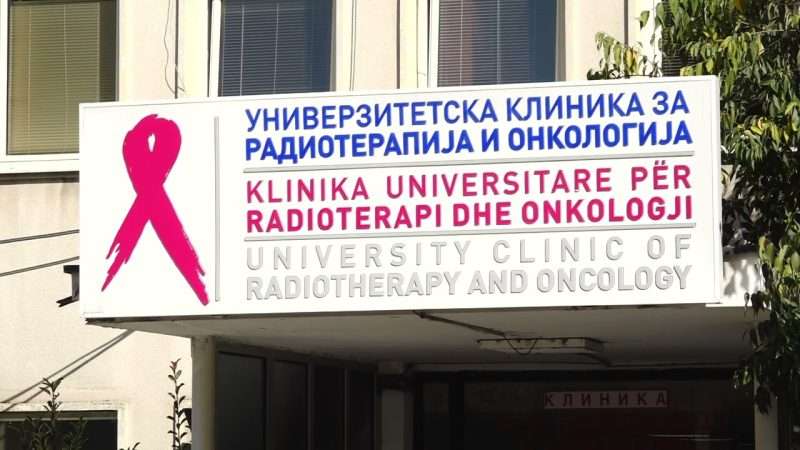 УНИВЕРЗИТЕТСКА КЛИНИКА ЗА
РАДИОТЕРАПИЈА И ОНКОЛОГИЈА
KLINIKA UNIVERSITARE PËR
RADIOTERAPI DHE ONKOLOGJI
UNIVERSITY CLINIC OF
RADIOTHERAPY AND ONCOLOGY
КЛИНИКА